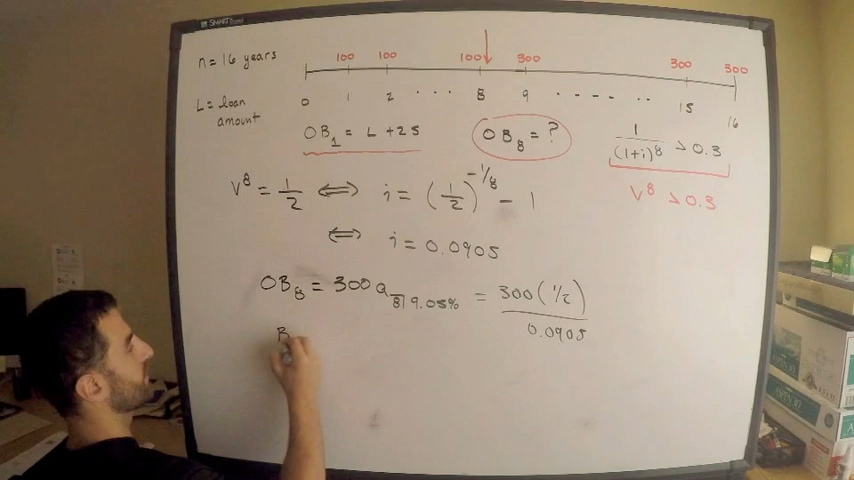 SMART
n = 16 years
100 100 100 300 300 300
0 1 2 ... 8 9 .... .. 15 16
L = loan amount
OB₁ = L + 25
OB₈ = ?
1/(1+i)^8 > 0.3
v^8 = 1/2 ⟺ i = (1/2)^(-1/8) - 1
v^8 > 0.3
⟺ i = 0.0905
OB₈ = 300 a_8⌉9.05% = 300(1/2)/0.0905
B